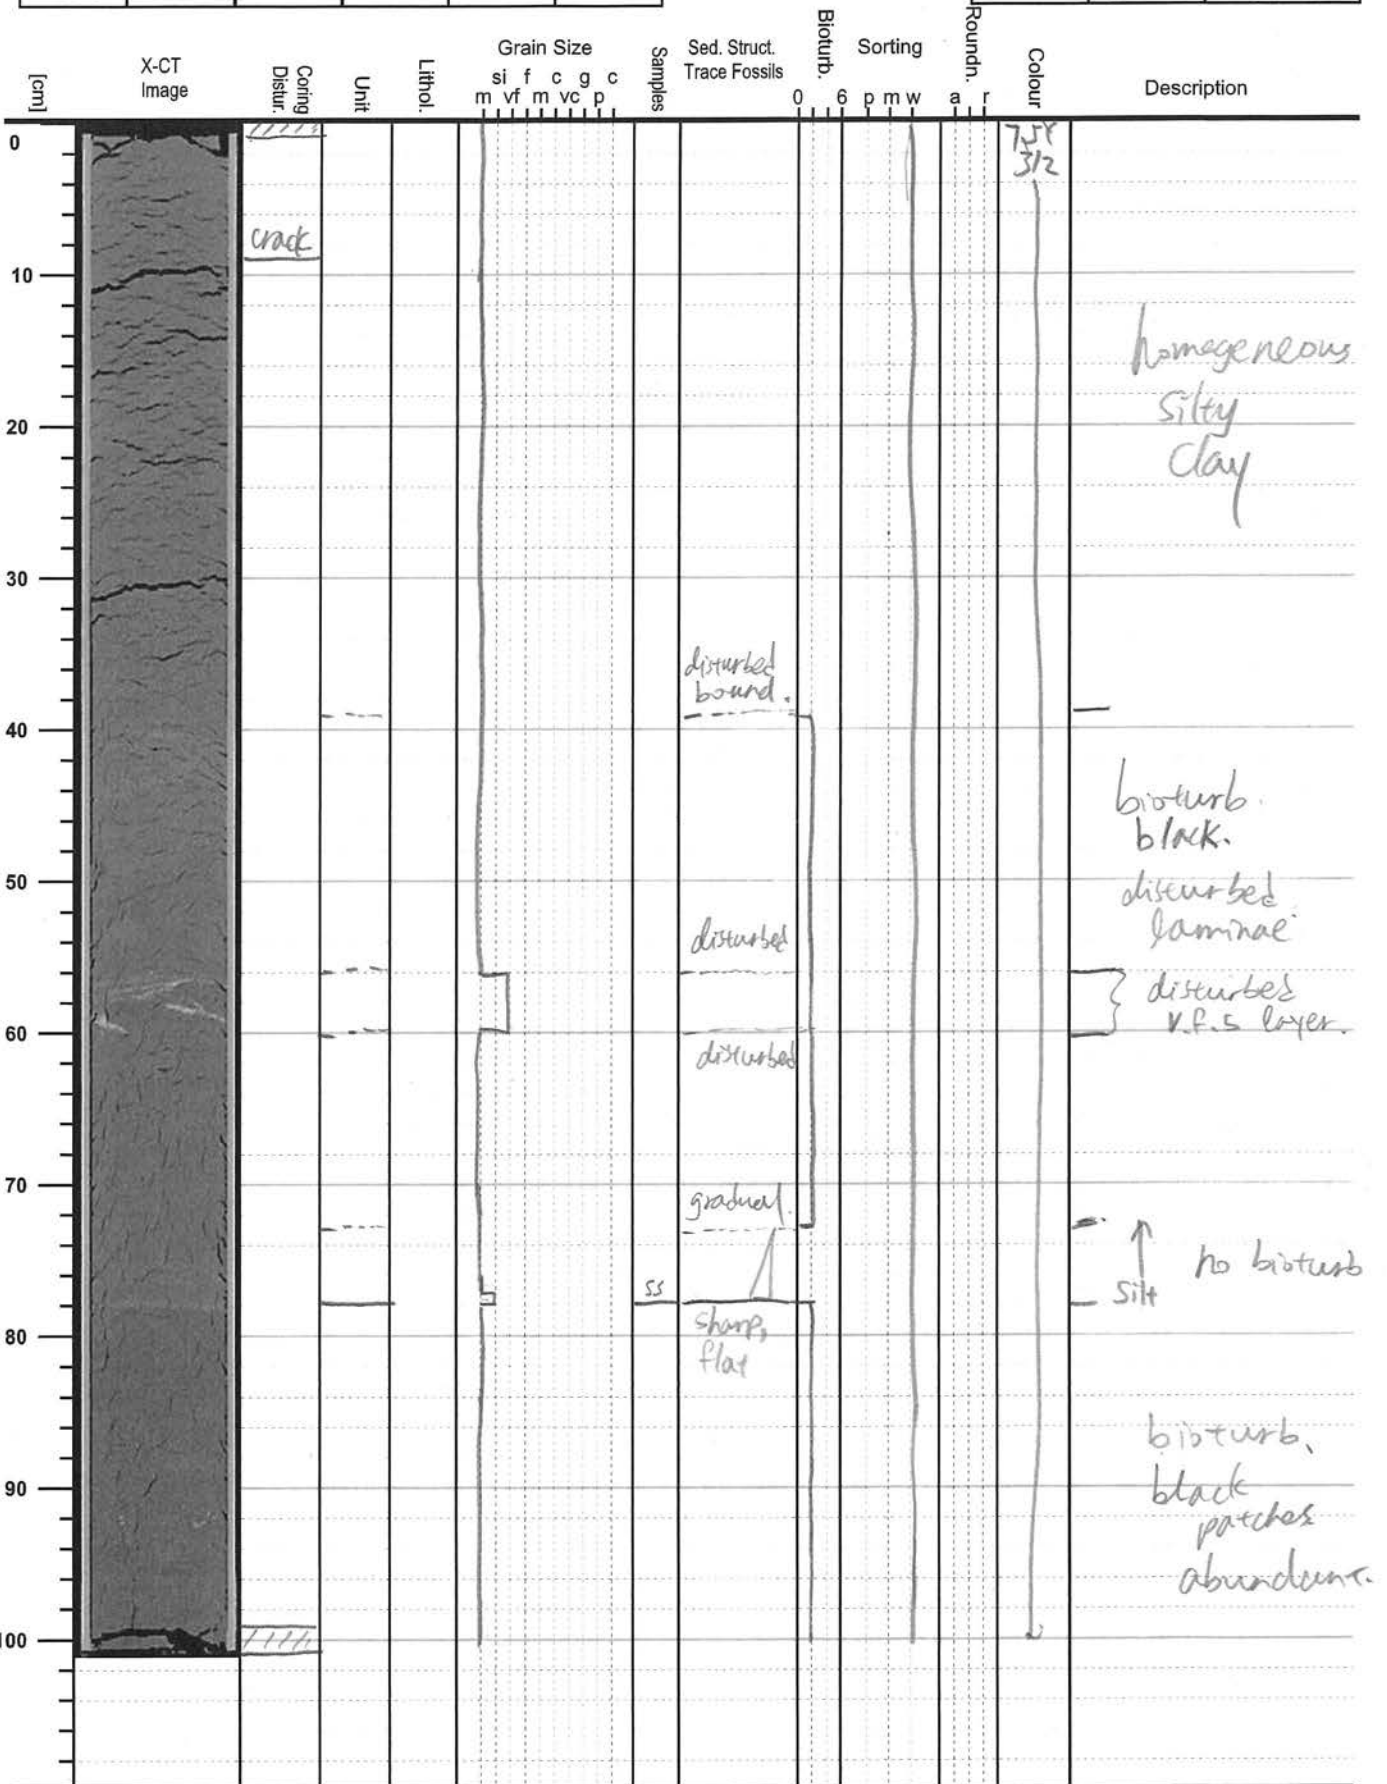 [cm]
X-CT
Image
Coring
Distur.
Unit
Lithol.
Grain Size
si f c g c
m vf m vc p
Samples
Sed. Struct.
Trace Fossils
Bioturb.
0 6
Sorting
p m w
Roundn.
a r
Colour
Description
0
7.5Y
3/2
crack
10
homogeneous
silty
clay
20
30
disturbed
bound.
40
bioturb.
black.
50
disturbed
laminae
disturbed
disturbed
v.f.s layer.
60
disturbed
70
gradual.
no bioturb
silt
ss
80
sharp,
flat
bioturb.
90
black
patches
abundant.
100